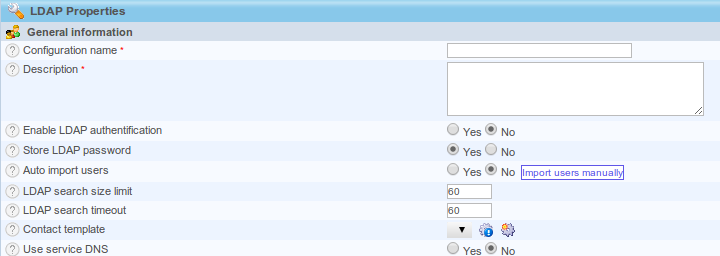 LDAP Properties
General information
Configuration name *
Description *
Enable LDAP authentification Yes No
Store LDAP password Yes No
Auto import users Yes No Import users manually
LDAP search size limit 60
LDAP search timeout 60
Contact template
Use service DNS Yes No